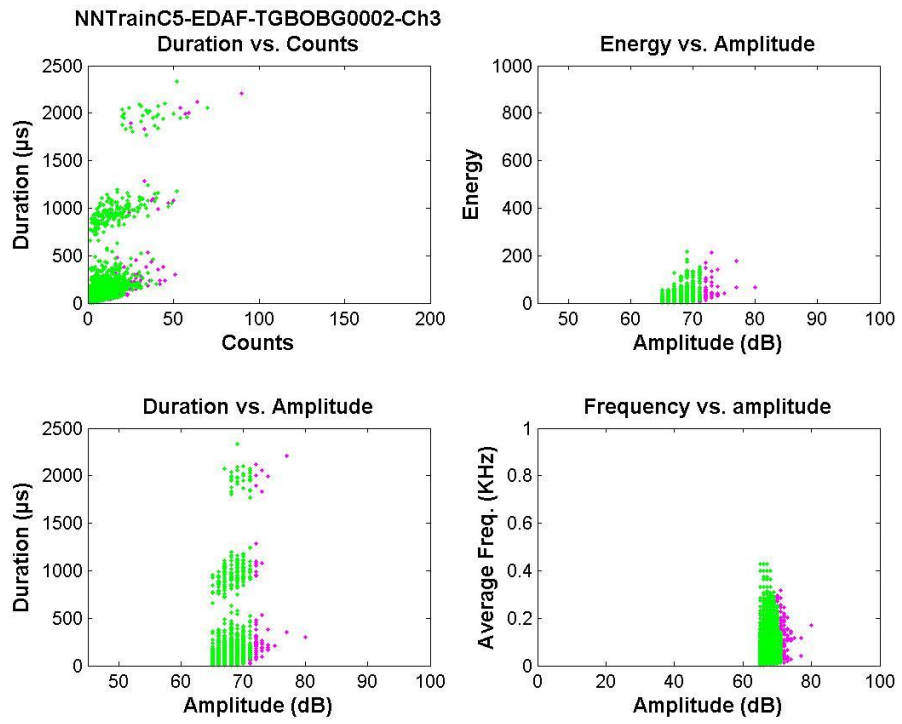 NNTrainC5-EDAF-TGBOBG0002-Ch3
Duration vs. Counts
2500
2000
1500
1000
500
0
Duration (µs)
0 50 100 150 200
Counts
Energy vs. Amplitude
1000
800
600
400
200
0
Energy
50 60 70 80 90 100
Amplitude (dB)
Duration vs. Amplitude
2500
2000
1500
1000
500
0
Duration (µs)
50 60 70 80 90 100
Amplitude (dB)
Frequency vs. amplitude
1
0.8
0.6
0.4
0.2
0
Average Freq. (KHz)
0 20 40 60 80 100
Amplitude (dB)